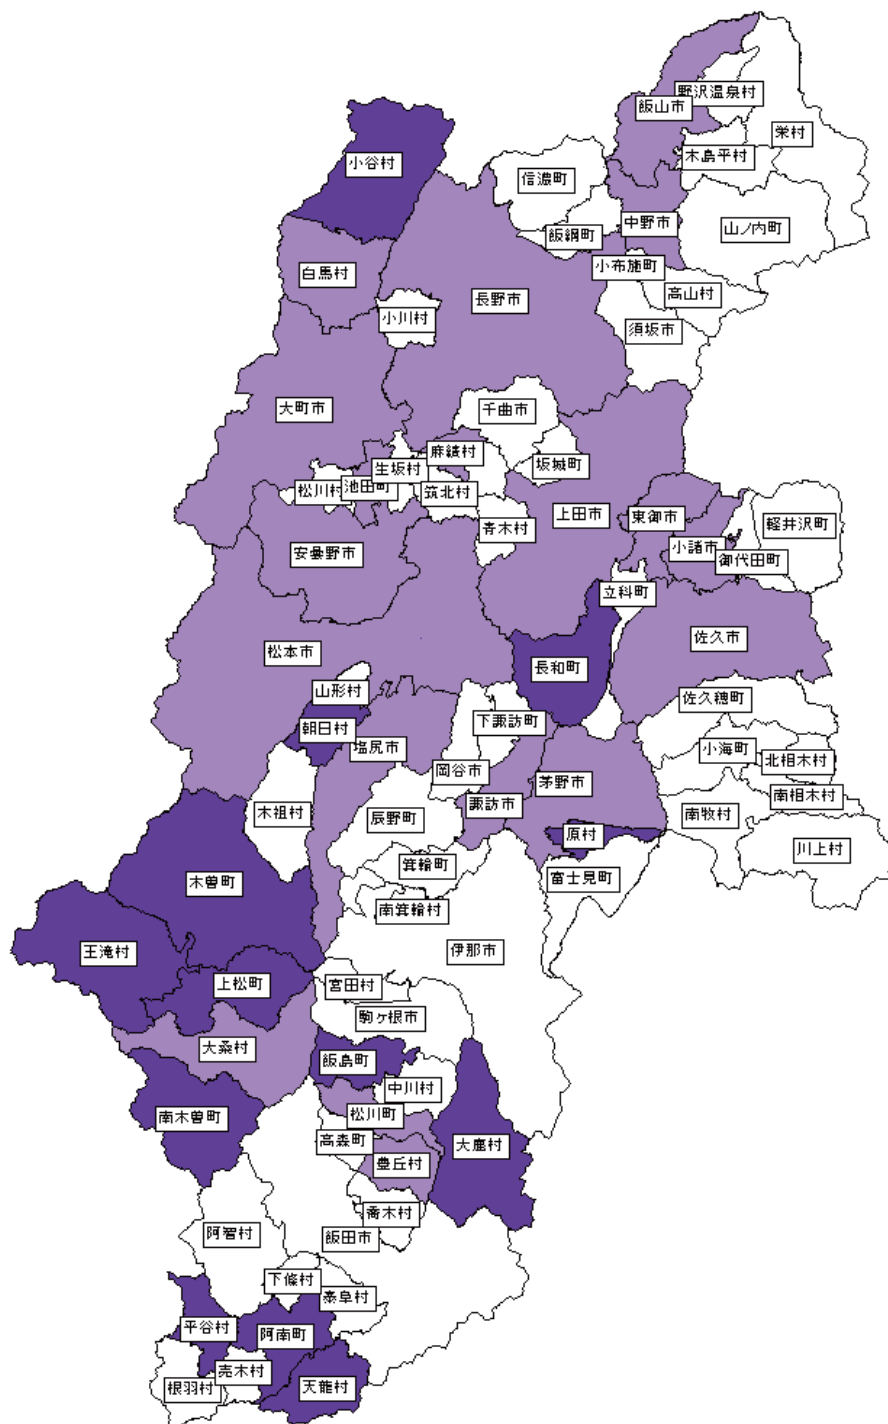 野沢温泉村
飯山市
栄村
木島平村
小谷村
信濃町
中野市
山ノ内町
飯綱町
小布施町
白馬村
高山村
長野市
小川村
須坂市
大町市
千曲市
麻績村
坂城町
生坂村
松川村
池田町
筑北村
上田市
東御市
軽井沢町
青木村
小諸市
安曇野市
御代田町
立科町
佐久市
松本市
長和町
山形村
佐久穂町
下諏訪町
朝日村
塩尻市
小海町
北相木村
岡谷市
茅野市
南相木村
諏訪市
木祖村
辰野町
南牧村
原村
川上村
箕輪町
木曽町
富士見町
南箕輪村
王滝村
伊那市
上松町
宮田村
駒ヶ根市
大桑村
飯島町
中川村
南木曽町
松川町
高森町
大鹿村
豊丘村
喬木村
阿智村
飯田市
下條村
泰阜村
平谷村
阿南町
売木村
根羽村
天龍村